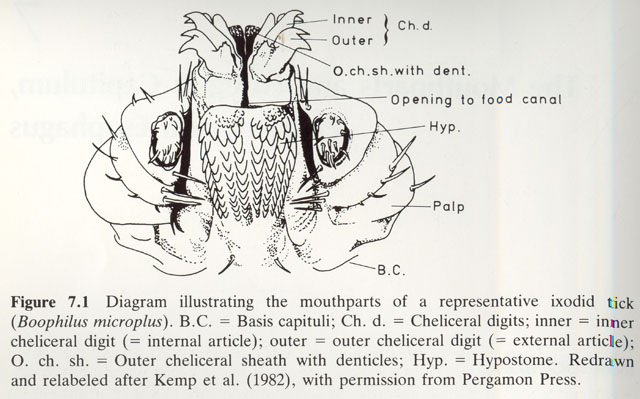 Inner
Outer
Ch. d.
O.ch.sh.with dent.
Opening to food canal
Hyp.
Palp
B.C.
Figure 7.1 Diagram illustrating the mouthparts of a representative ixodid tick
(Boophilus microplus). B.C. = Basis capituli; Ch. d. = Cheliceral digits; inner = inner
cheliceral digit (= internal article); outer = outer cheliceral digit (= external article);
O. ch. sh. = Outer cheliceral sheath with denticles; Hyp. = Hypostome. Redrawn
and relabeled after Kemp et al. (1982), with permission from Pergamon Press.